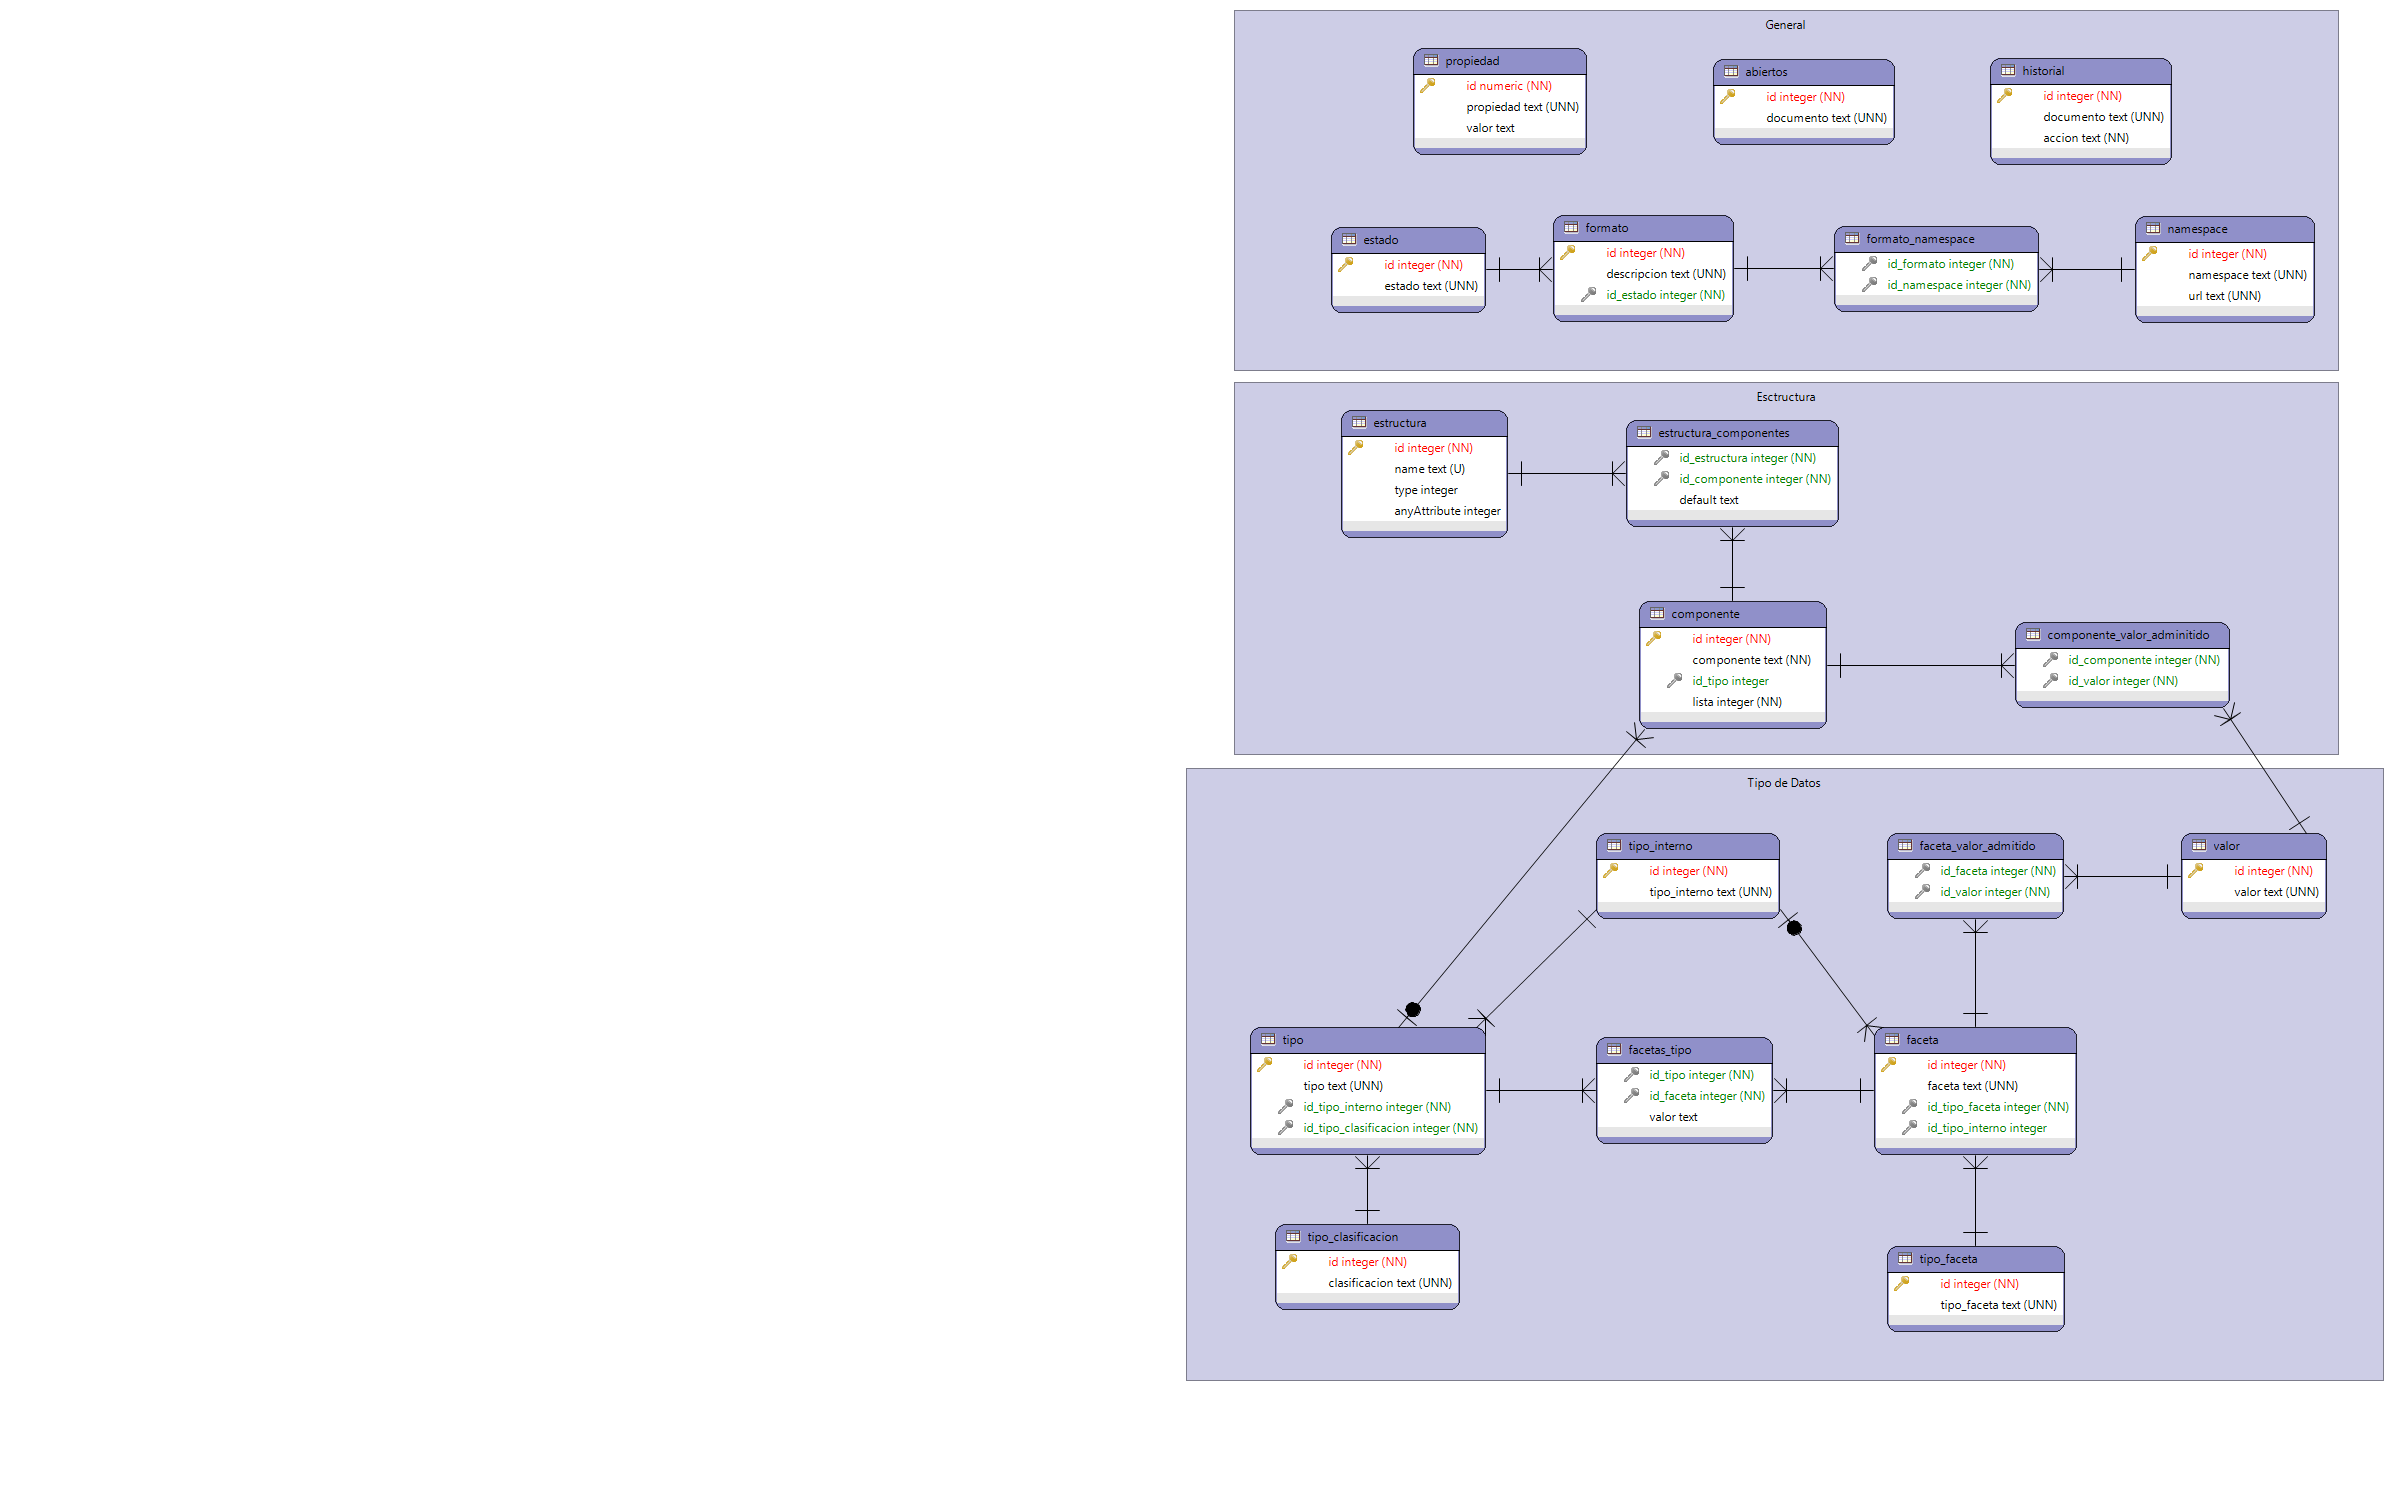 General
propiedad
id numeric (NN)
propiedad text (UNN)
valor text
abiertos
id integer (NN)
documento text (UNN)
historial
id integer (NN)
documento text (UNN)
accion text (NN)
estado
id integer (NN)
estado text (UNN)
formato
id integer (NN)
descripcion text (UNN)
id_estado integer (NN)
formato_namespace
id_formato integer (NN)
id_namespace integer (NN)
namespace
id integer (NN)
namespace text (UNN)
url text (UNN)
Esctructura
estructura
id integer (NN)
name text (U)
type integer
anyAttribute integer
estructura_componentes
id_estructura integer (NN)
id_componente integer (NN)
default text
componente
id integer (NN)
componente text (NN)
id_tipo integer
lista integer (NN)
componente_valor_adminitido
id_componente integer (NN)
id_valor integer (NN)
Tipo de Datos
tipo_interno
id integer (NN)
tipo_interno text (UNN)
faceta_valor_admitido
id_faceta integer (NN)
id_valor integer (NN)
valor
id integer (NN)
valor text (UNN)
tipo
id integer (NN)
tipo text (UNN)
id_tipo_interno integer (NN)
id_tipo_clasificacion integer (NN)
facetas_tipo
id_tipo integer (NN)
id_faceta integer (NN)
valor text
faceta
id integer (NN)
faceta text (UNN)
id_tipo_faceta integer (NN)
id_tipo_interno integer
tipo_clasificacion
id integer (NN)
clasificacion text (UNN)
tipo_faceta
id integer (NN)
tipo_faceta text (UNN)